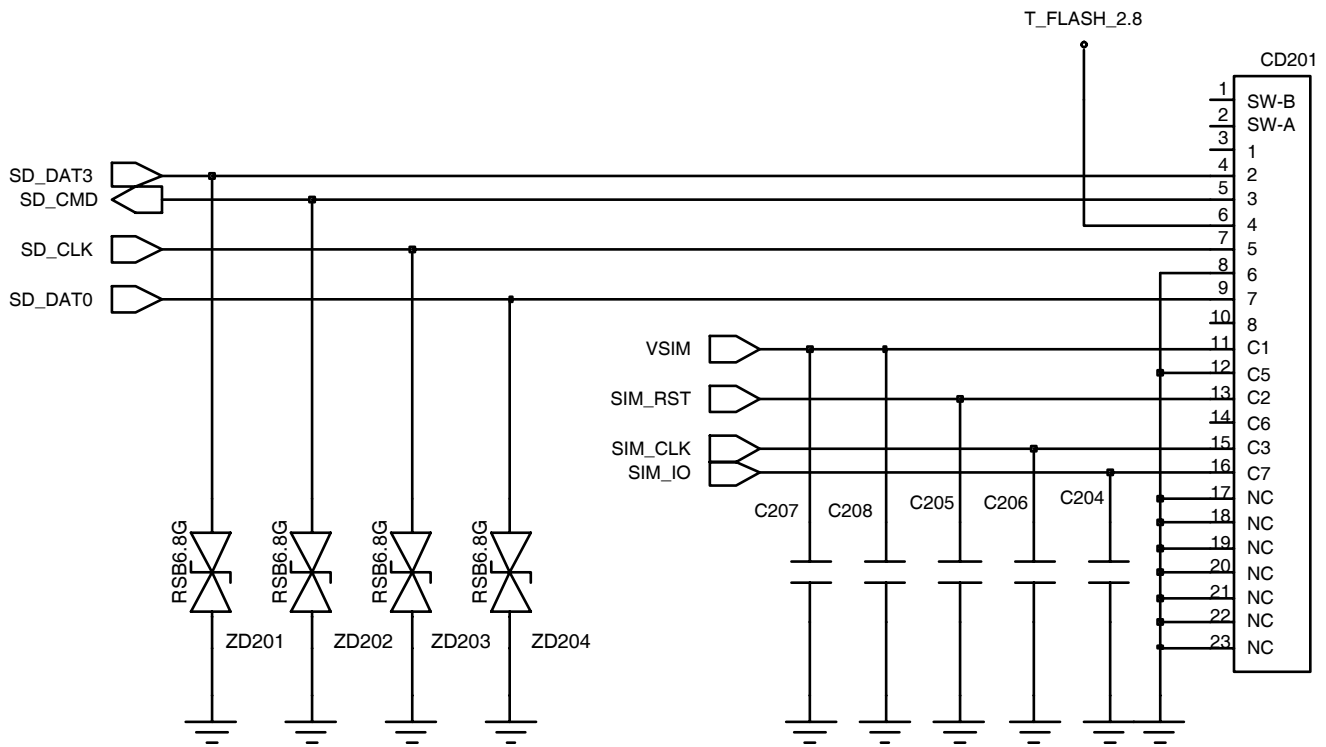 T_FLASH_2.8
CD201
1 SW-B
2 SW-A
3 1
SD_DAT3 4 2
SD_CMD 5 3
6 4
SD_CLK 7 5
8 6
SD_DAT0 9 7
10 8
VSIM 11 C1
12 C5
SIM_RST 13 C2
14 C6
SIM_CLK 15 C3
SIM_IO 16 C7
17 NC
18 NC
19 NC
20 NC
21 NC
22 NC
23 NC
C207 C208 C205 C206 C204
RSB6.8G RSB6.8G RSB6.8G RSB6.8G
ZD201 ZD202 ZD203 ZD204